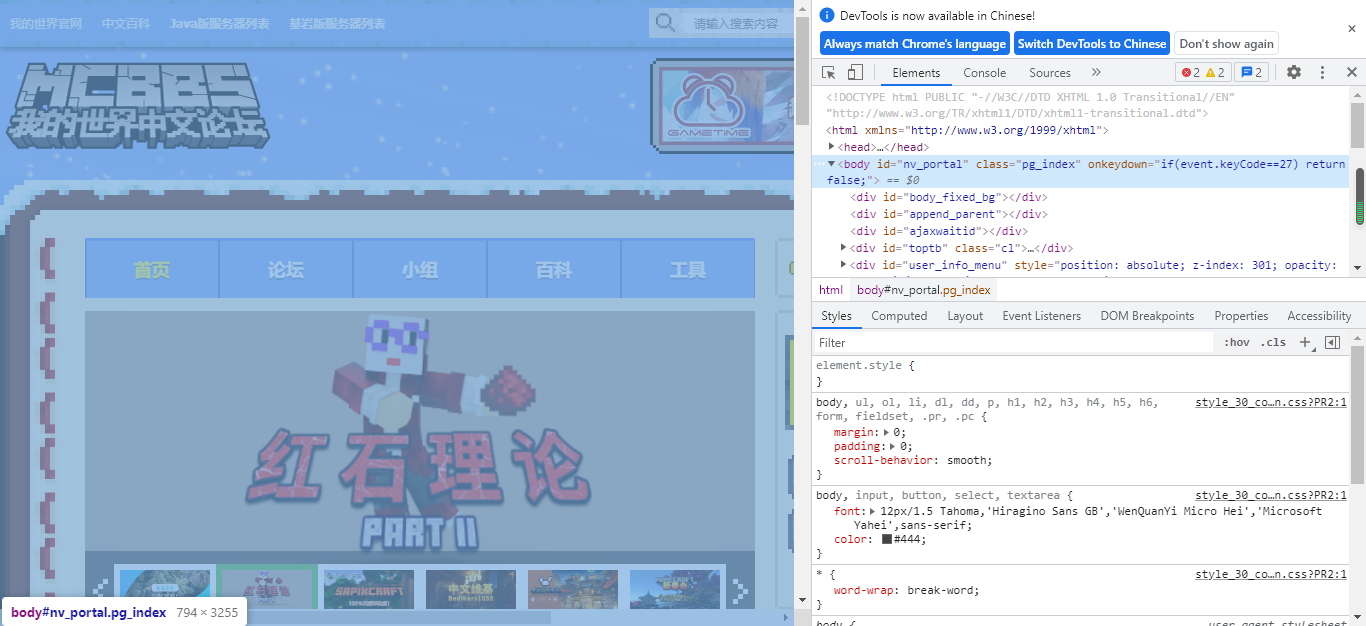 我的世界官网 中文百科 Java版服务器列表 基岩版服务器列表 请输入搜索内容
MCBBS
我的世界中文论坛
GAMETIME
首页 论坛 小组 百科 工具
红石理论
PART II
SAPIXCRAFT
中文维基
BedWars1058
body#nv_portal.pg_index 794 × 3255
DevTools is now available in Chinese!
Always match Chrome's language Switch DevTools to Chinese Don't show again
Elements Console Sources » 2 2 2
<!DOCTYPE html PUBLIC "-//W3C//DTD XHTML 1.0 Transitional//EN"
"http://www.w3.org/TR/xhtml1/DTD/xhtml1-transitional.dtd">
<html xmlns="http://www.w3.org/1999/xhtml">
<head>…</head>
<body id="nv_portal" class="pg_index" onkeydown="if(event.keyCode==27) return
false;"> == $0
<div id="body_fixed_bg"></div>
<div id="append_parent"></div>
<div id="ajaxwaitid"></div>
<div id="toptb" class="cl">…</div>
<div id="user_info_menu" style="position: absolute; z-index: 301; opacity:
html body#nv_portal.pg_index
Styles Computed Layout Event Listeners DOM Breakpoints Properties Accessibility
Filter :hov .cls +
element.style {
}
body, ul, ol, li, dl, dd, p, h1, h2, h3, h4, h5, h6, style_30_co…n.css?PR2:1
form, fieldset, .pr, .pc {
margin: 0;
padding: 0;
scroll-behavior: smooth;
}
body, input, button, select, textarea { style_30_co…n.css?PR2:1
font: 12px/1.5 Tahoma,'Hiragino Sans GB','WenQuanYi Micro Hei','Microsoft
Yahei',sans-serif;
color: #444;
}
* { style_30_co…n.css?PR2:1
word-wrap: break-word;
}
body { user agent stylesheet